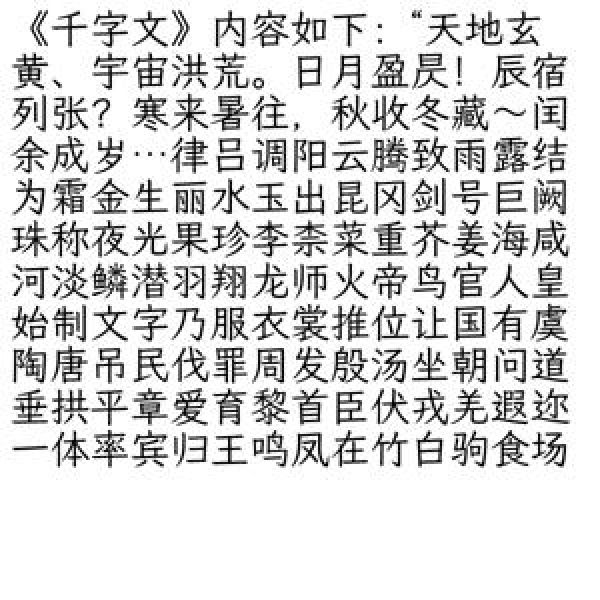 《千字文》内容如下：“天地玄
黄、宇宙洪荒。日月盈昃！辰宿
列张？寒来暑往，秋收冬藏～闰
余成岁…律吕调阳云腾致雨露结
为霜金生丽水玉出昆冈剑号巨阙
珠称夜光果珍李柰菜重芥姜海咸
河淡鳞潜羽翔龙师火帝鸟官人皇
始制文字乃服衣裳推位让国有虞
陶唐吊民伐罪周发殷汤坐朝问道
垂拱平章爱育黎首臣伏戎羌遐迩
一体率宾归王鸣凤在竹白驹食场